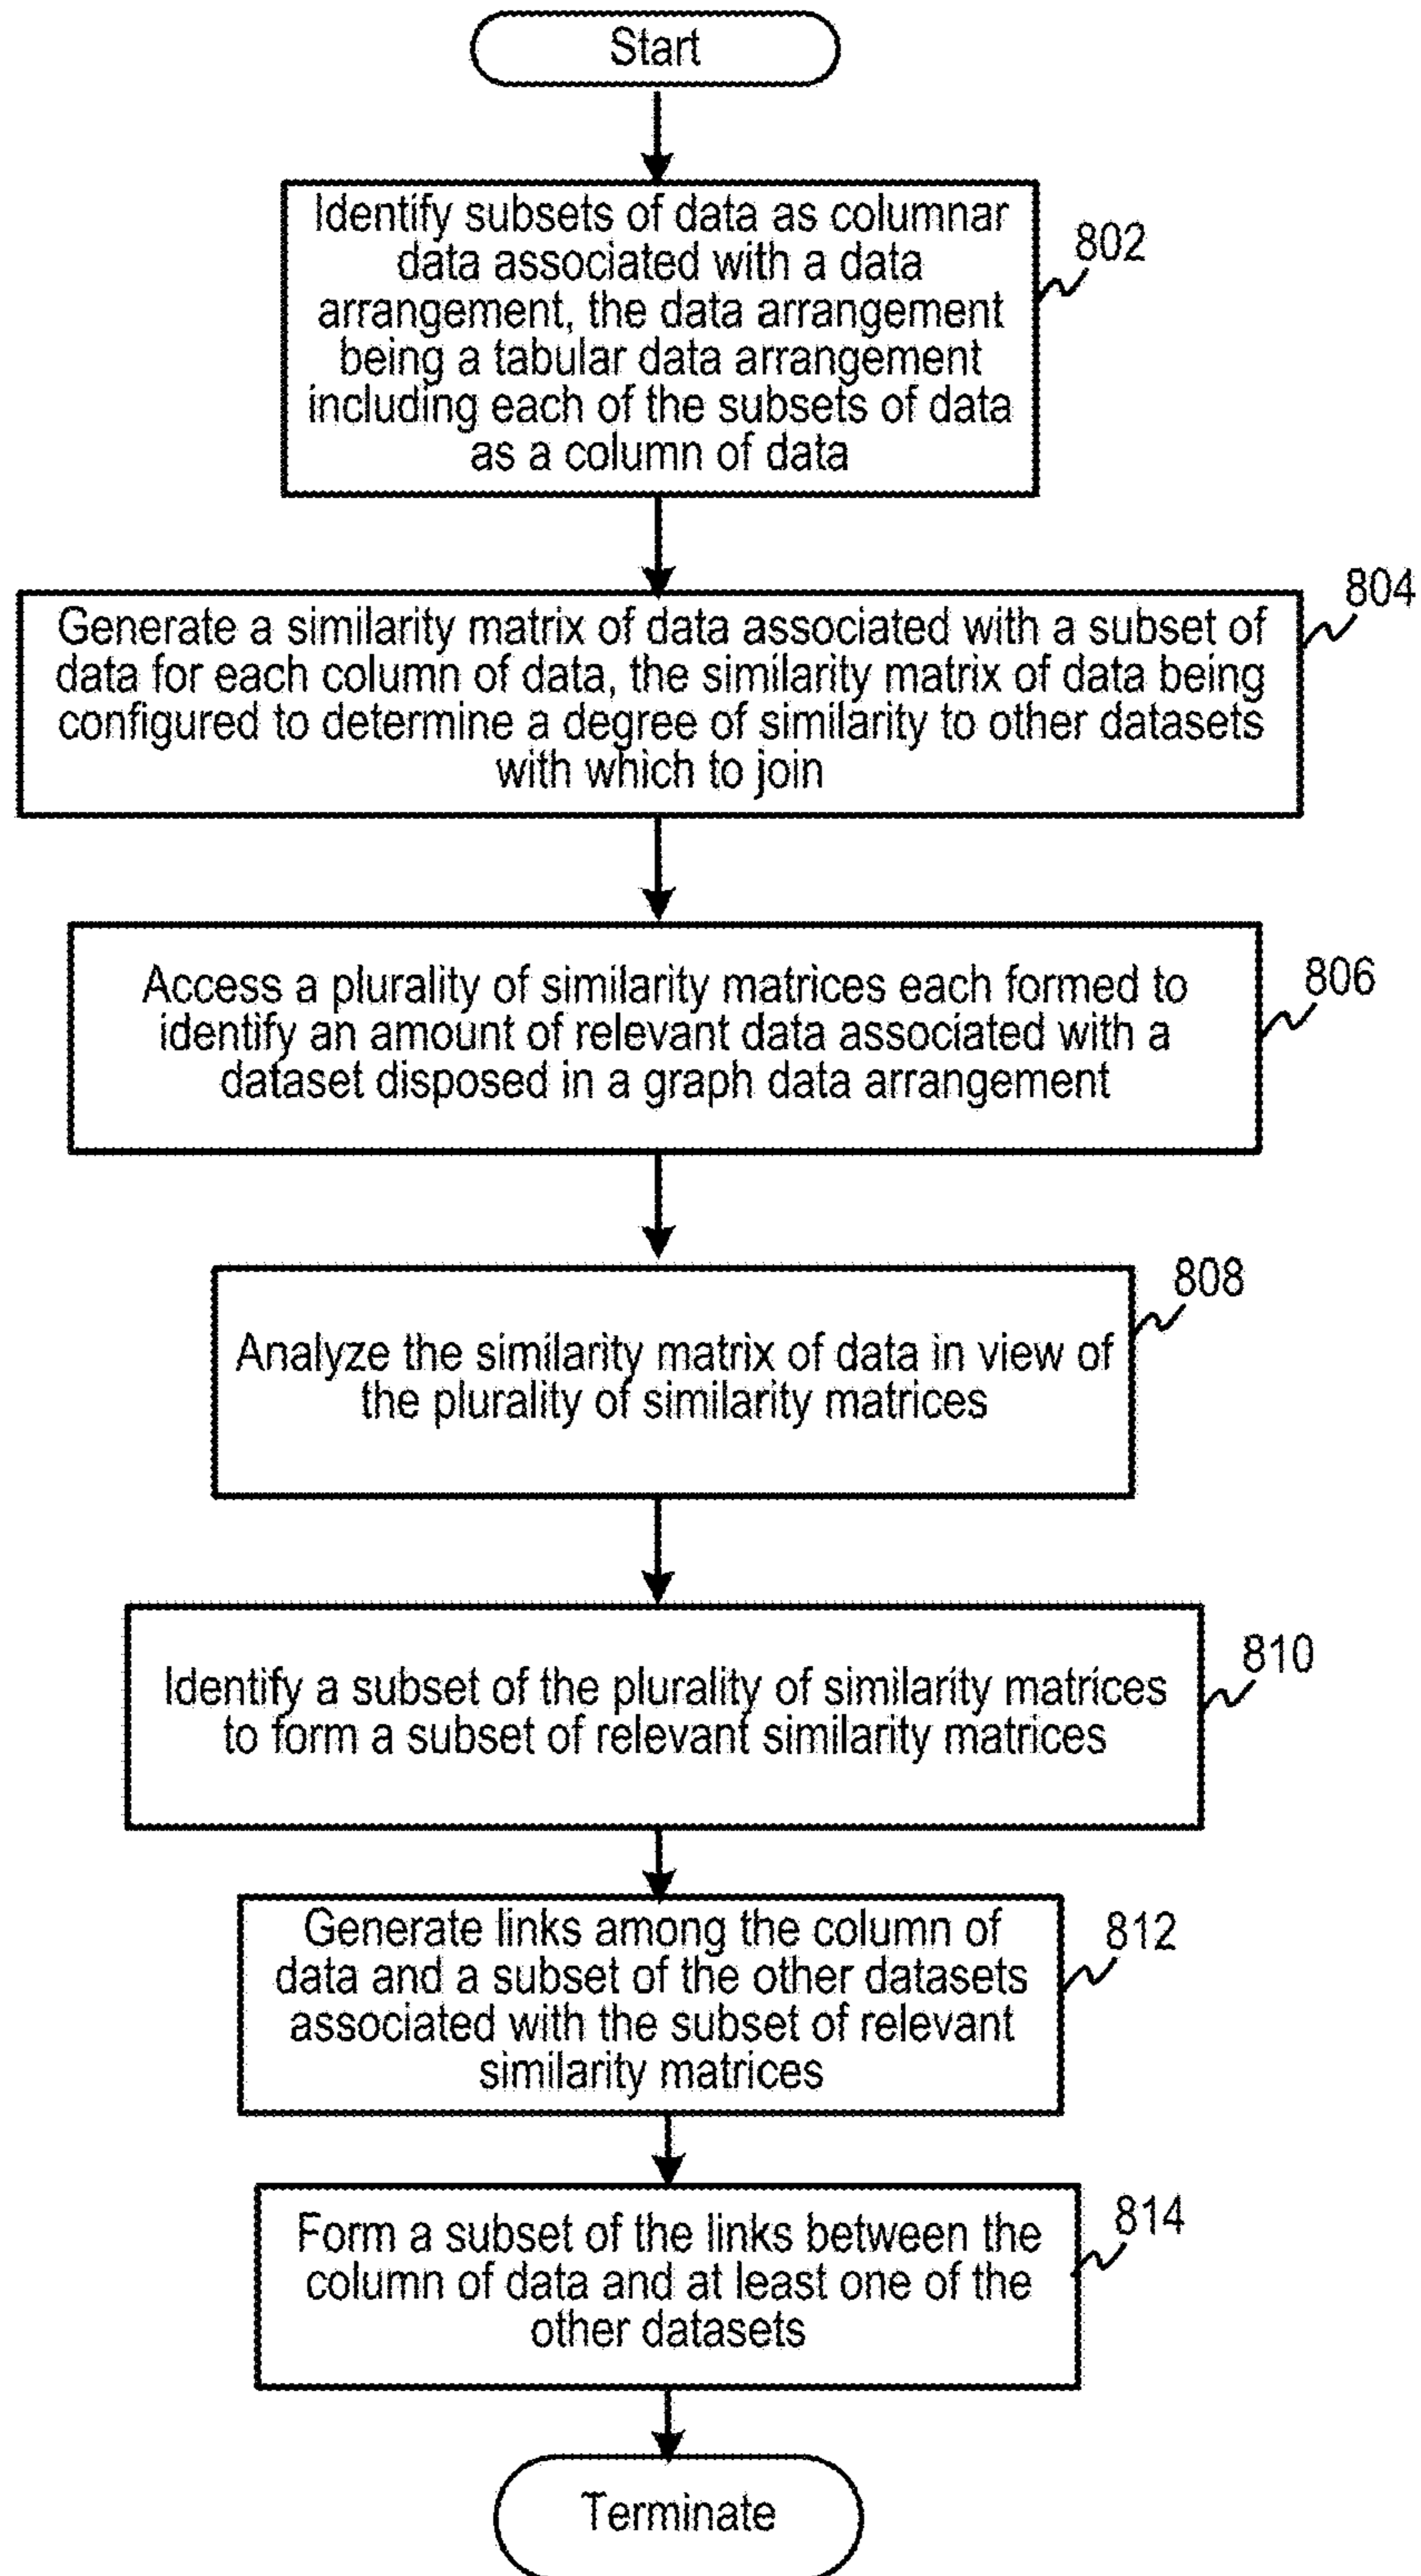 Start
Identify subsets of data as columnar
data associated with a data
arrangement, the data arrangement
being a tabular data arrangement
including each of the subsets of data
as a column of data
802
Generate a similarity matrix of data associated with a subset of
data for each column of data, the similarity matrix of data being
configured to determine a degree of similarity to other datasets
with which to join
804
Access a plurality of similarity matrices each formed to
identify an amount of relevant data associated with a
dataset disposed in a graph data arrangement
806
Analyze the similarity matrix of data in view of
the plurality of similarity matrices
808
Identify a subset of the plurality of similarity matrices
to form a subset of relevant similarity matrices
810
Generate links among the column of
data and a subset of the other datasets
associated with the subset of relevant
similarity matrices
812
Form a subset of the links between the
column of data and at least one of the
other datasets
814
Terminate